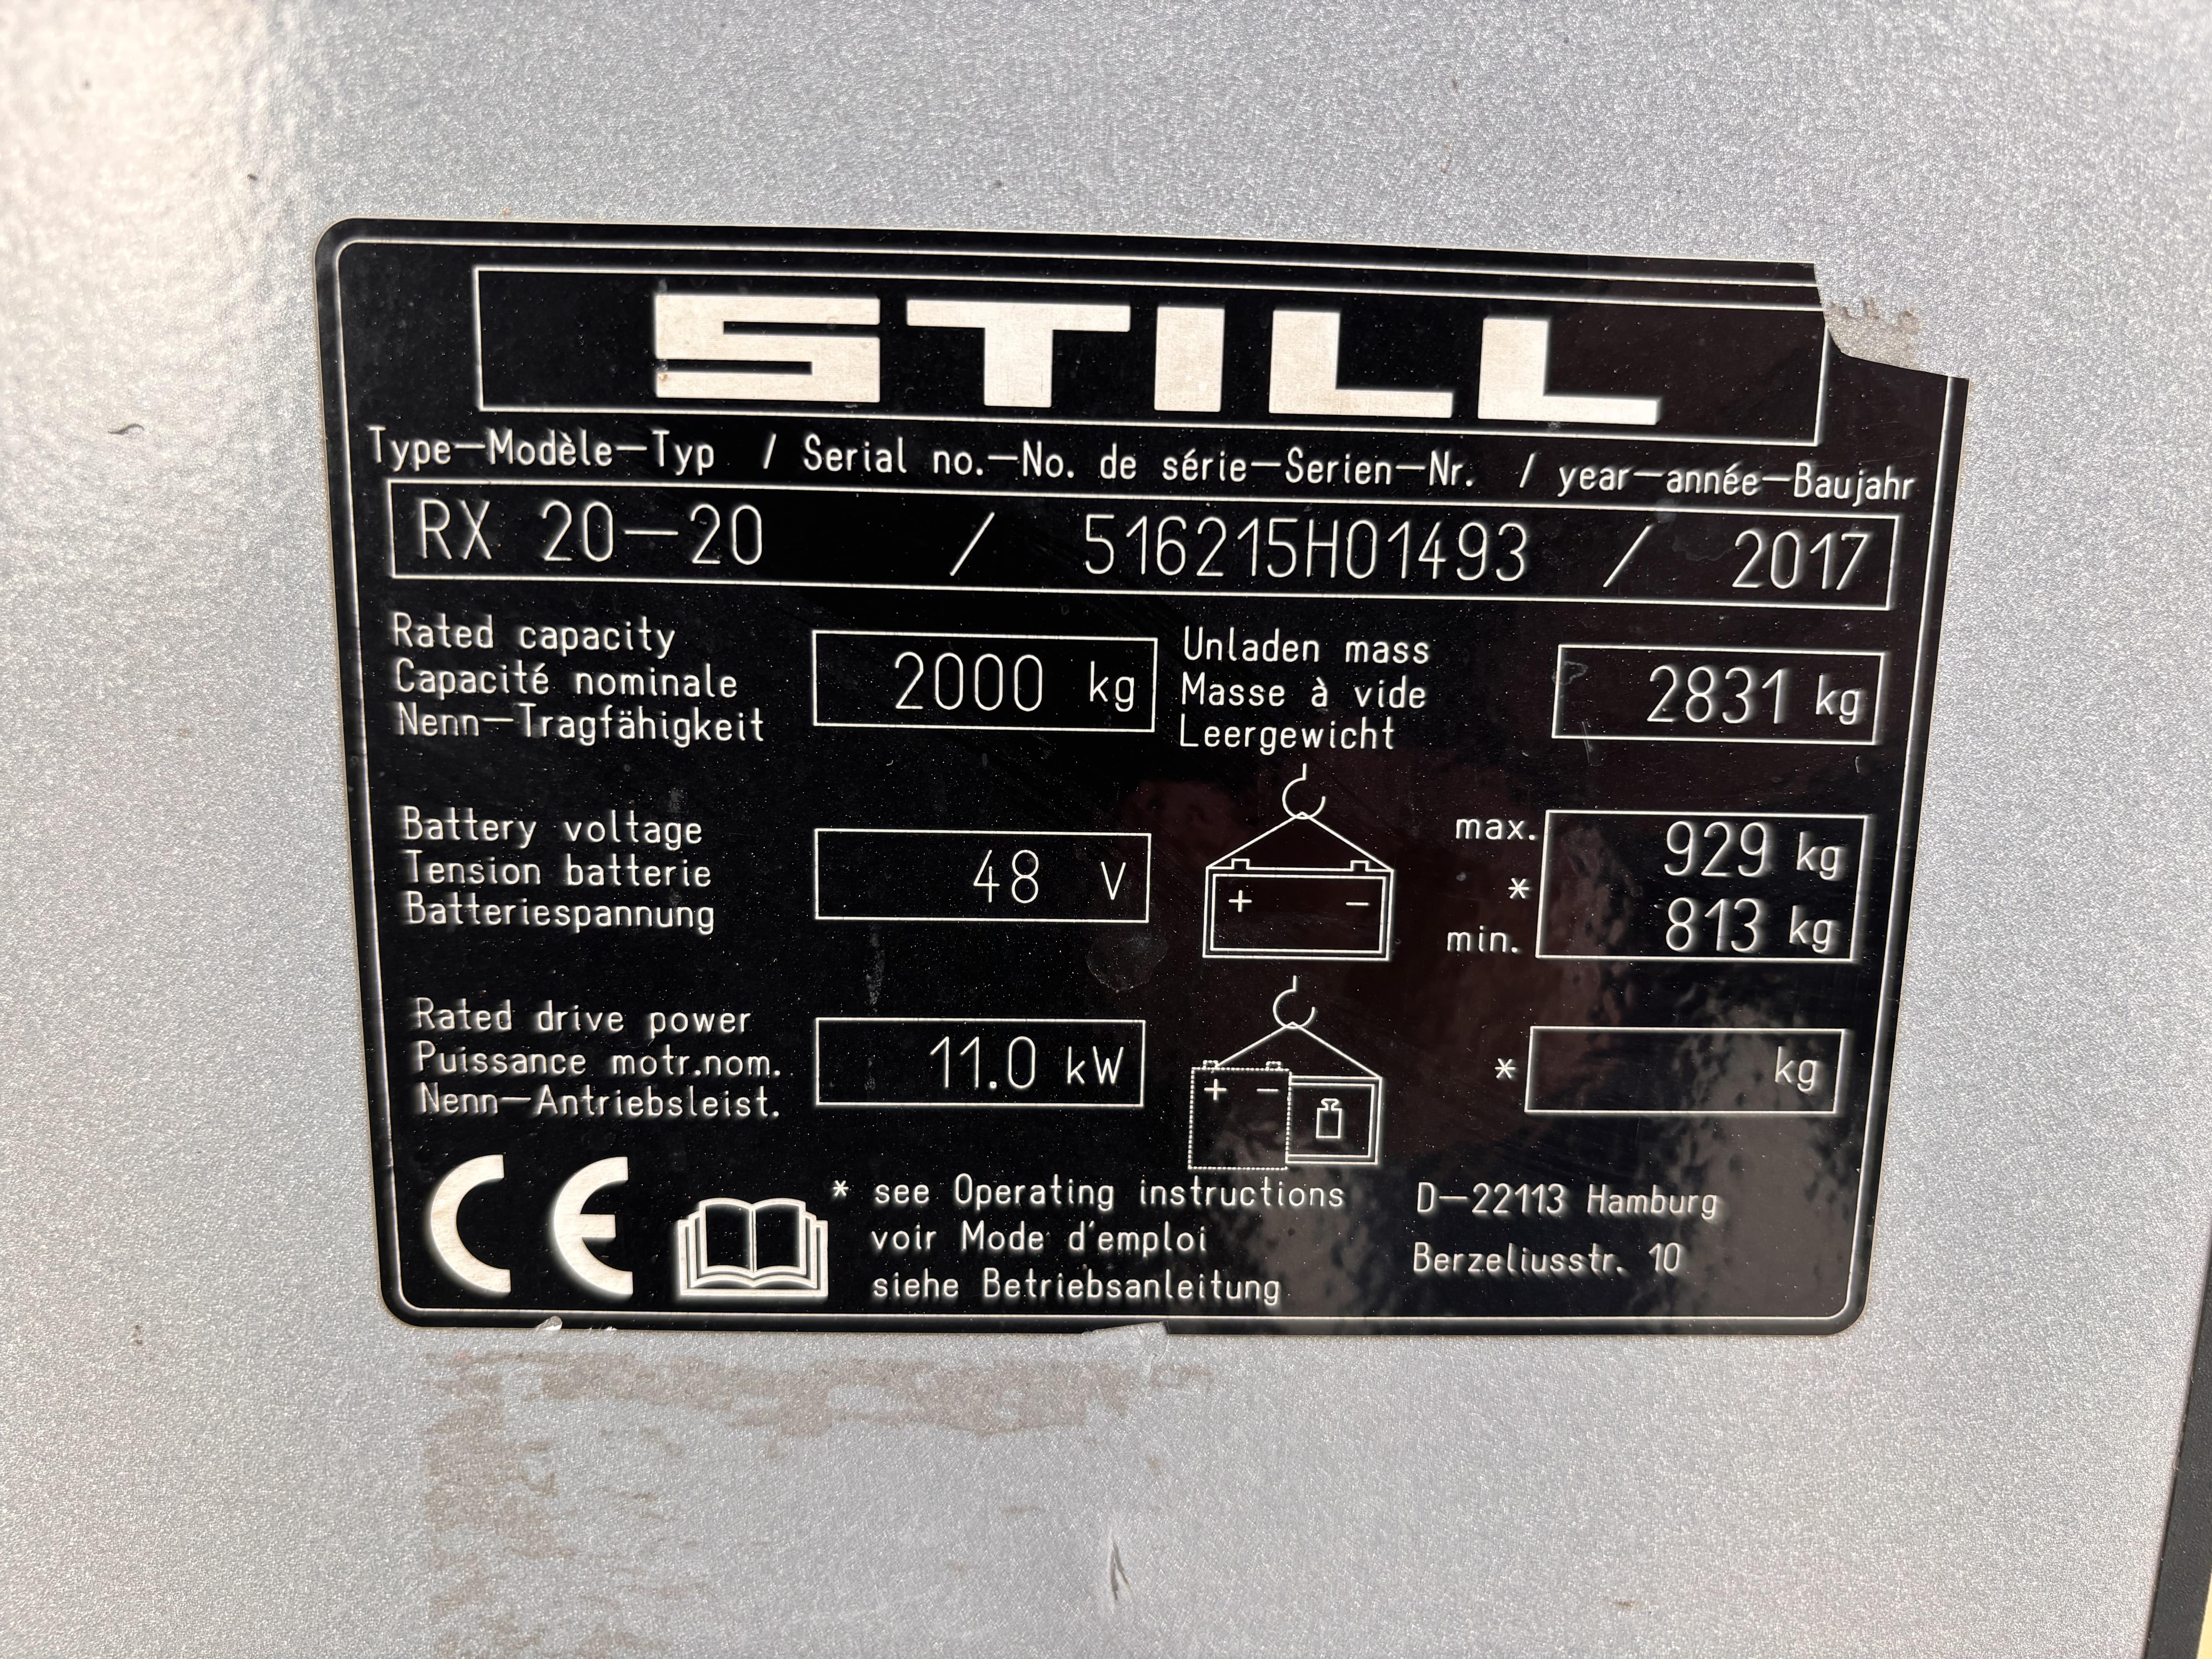 STILL
Type-Modèle-Typ / Serial no.-No. de série-Serien-Nr. / year-année-Baujahr
RX 20-20 / 516215H01493 / 2017
Rated capacity
Capacité nominale
Nenn-Tragfähigkeit
2000 kg
Unladen mass
Masse à vide
Leergewicht
2831 kg
Battery voltage
Tension batterie
Batteriespannung
48 V
+ -
max. 929 kg
*
min. 813 kg
Rated drive power
Puissance motr.nom.
Nenn-Antriebsleist.
11.0 kW
+ -
* kg
CE
* see Operating instructions
voir Mode d'emploi
siehe Betriebsanleitung
D-22113 Hamburg
Berzeliusstr. 10